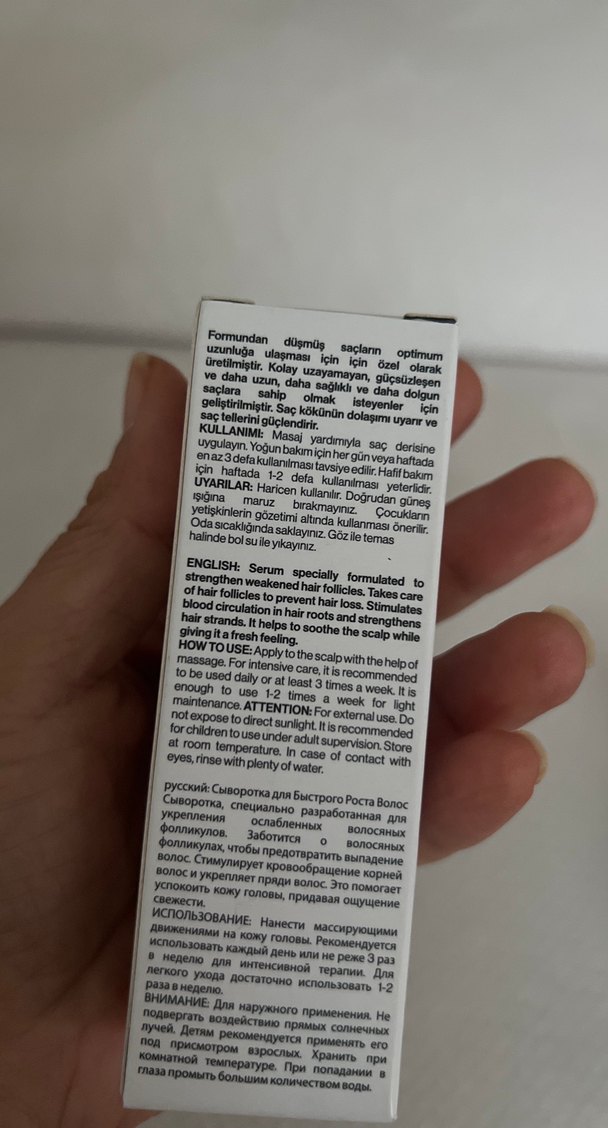 Formundan düşmüş saçların optimum
uzunluğa ulaşması için için özel olarak
üretilmiştir. Kolay uzayamayan, güçsüzleşen
ve daha uzun, daha sağlıklı ve daha dolgun
saçlara sahip olmak isteyenler için
geliştirilmiştir. Saç kökünün dolaşımı uyarır ve
saç tellerini güçlendirir.
KULLANIMI: Masaj yardımıyla saç derisine
uygulayın. Yoğun bakım için her gün veya haftada
en az 3 defa kullanılması tavsiye edilir. Hafif bakım
için haftada 1-2 defa kullanılması yeterlidir.
UYARILAR: Haricen kullanılır. Doğrudan güneş
ışığına maruz bırakmayınız. Çocukların
yetişkinlerin gözetimi altında kullanması önerilir.
Oda sıcaklığında saklayınız. Göz ile temas
halinde bol su ile yıkayınız.
ENGLISH: Serum specially formulated to
strengthen weakened hair follicles. Takes care
of hair follicles to prevent hair loss. Stimulates
blood circulation in hair roots and strengthens
hair strands. It helps to soothe the scalp while
giving it a fresh feeling.
HOW TO USE: Apply to the scalp with the help of
massage. For intensive care, it is recommended
to be used daily or at least 3 times a week. It is
enough to use 1-2 times a week for light
maintenance. ATTENTION: For external use. Do
not expose to direct sunlight. It is recommended
for children to use under adult supervision. Store
at room temperature. In case of contact with
eyes, rinse with plenty of water.
русский: Сыворотка для Быстрого Роста Волос
Сыворотка, специально разработанная для
укрепления ослабленных волосяных
фолликулов. Заботится о волосяных
фолликулах, чтобы предотвратить выпадение
волос. Стимулирует кровообращение корней
волос и укрепляет пряди волос. Это помогает
успокоить кожу головы, придавая ощущение
свежести.
ИСПОЛЬЗОВАНИЕ: Нанести массирующими
движениями на кожу головы. Рекомендуется
использовать каждый день или не реже 3 раз
в неделю для интенсивной терапии. Для
легкого ухода достаточно использовать 1-2
раза в неделю.
ВНИМАНИЕ: Для наружного применения. Не
подвергать воздействию прямых солнечных
лучей. Детям рекомендуется применять его
под присмотром взрослых. Хранить при
комнатной температуре. При попадании в
глаза промыть большим количеством воды.